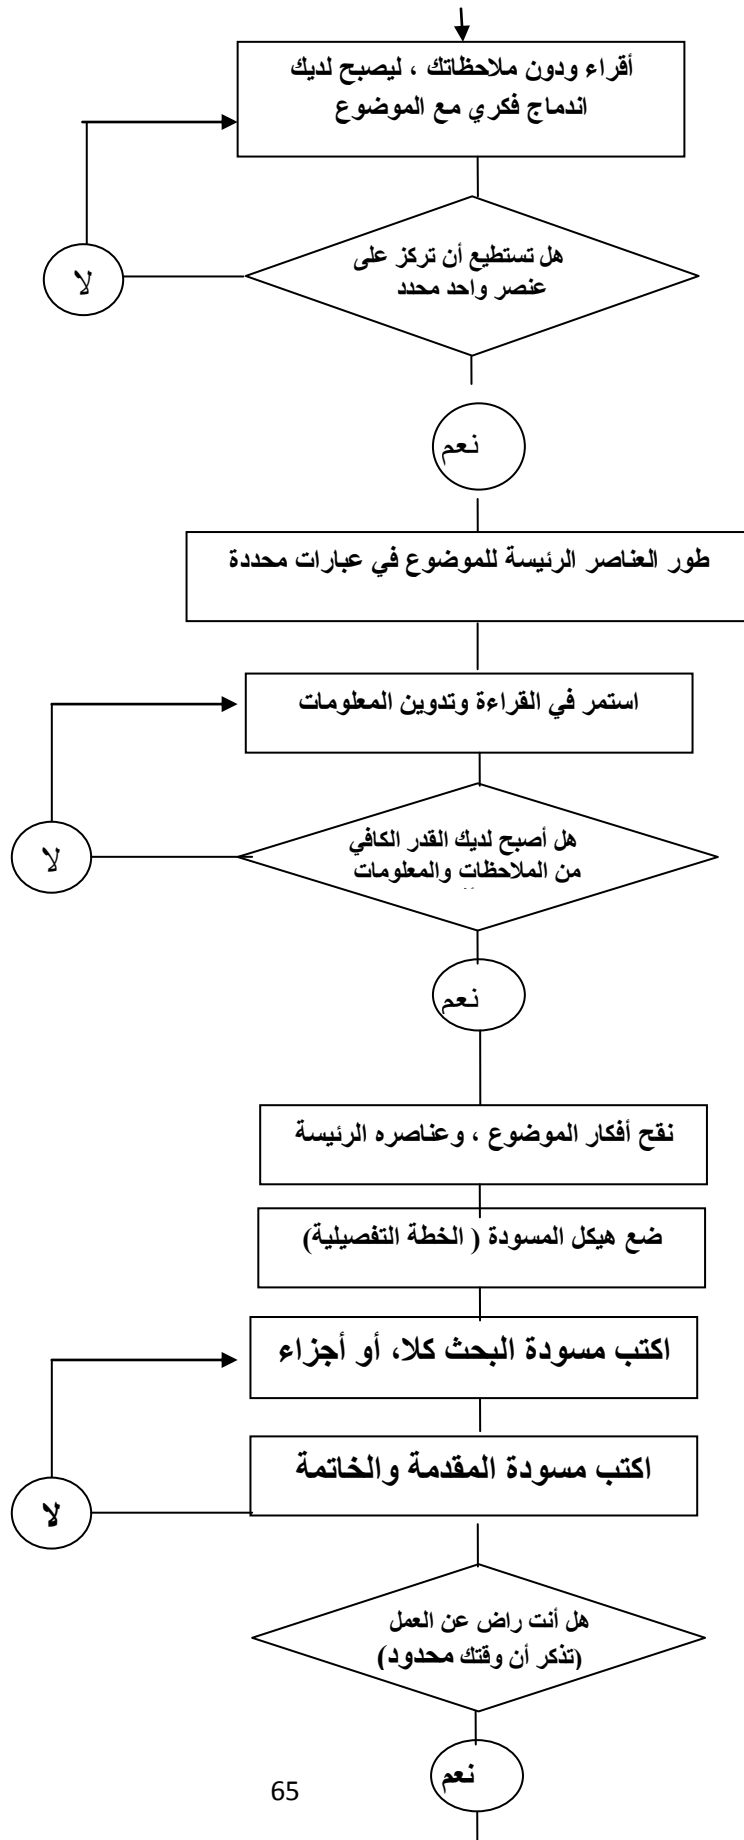 أقراء ودون ملاحظاتك ، ليصبح لديك
اندماج فكري مع الموضوع
هل تستطيع أن تركز على
عنصر واحد محدد
لا
نعم
طور العناصر الرئيسة للموضوع في عبارات محددة
استمر في القراءة وتدوين المعلومات
هل أصبح لديك القدر الكافي
من الملاحظات والمعلومات
لا
نعم
نقح أفكار الموضوع ، وعناصره الرئيسة
ضع هيكل المسودة ( الخطة التفصيلية)
اكتب مسودة البحث كلا، أو أجزاء
اكتب مسودة المقدمة والخاتمة
لا
هل أنت راض عن العمل
(تذكر أن وقتك محدود)
نعم
65